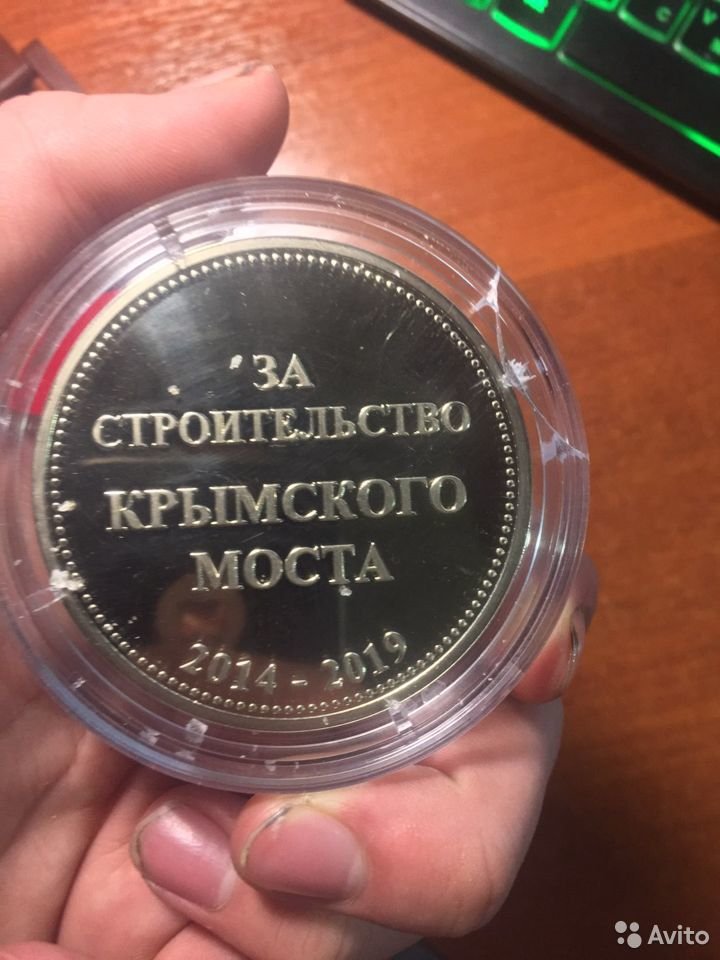 ЗА
СТРОИТЕЛЬСТВО
КРЫМСКОГО
МОСТА
2014 - 2019
Avito